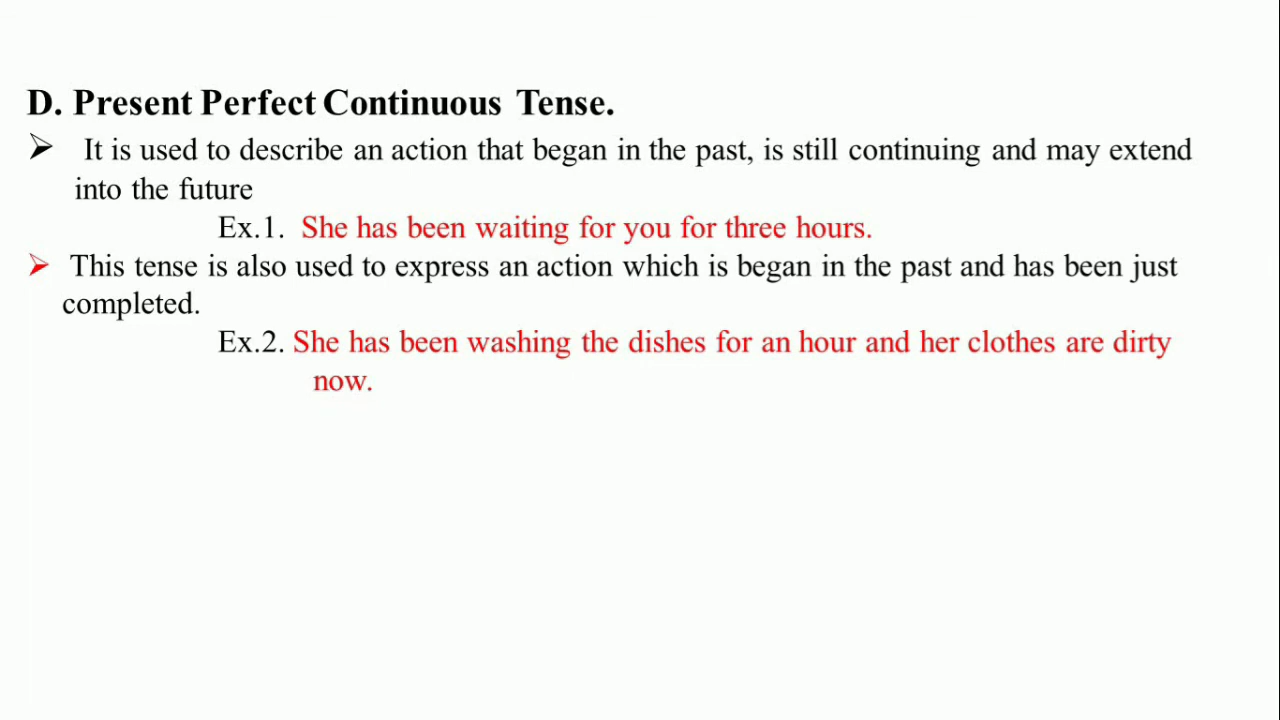 D. Present Perfect Continuous Tense.
➢ It is used to describe an action that began in the past, is still continuing and may extend
into the future
Ex.1. She has been waiting for you for three hours.
➢ This tense is also used to express an action which is began in the past and has been just
completed.
Ex.2. She has been washing the dishes for an hour and her clothes are dirty
now.